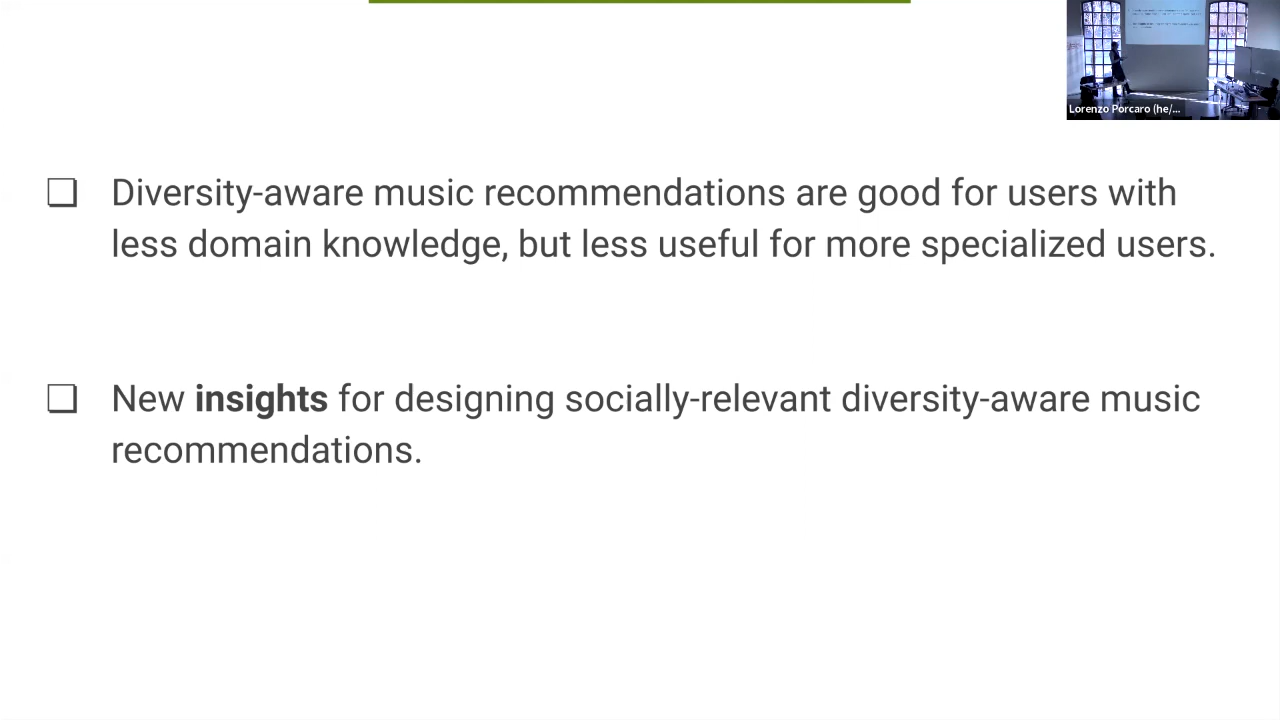 Lorenzo Porcaro (he/...
❏ Diversity-aware music recommendations are good for users with
less domain knowledge, but less useful for more specialized users.
❏ New insights for designing socially-relevant diversity-aware music
recommendations.